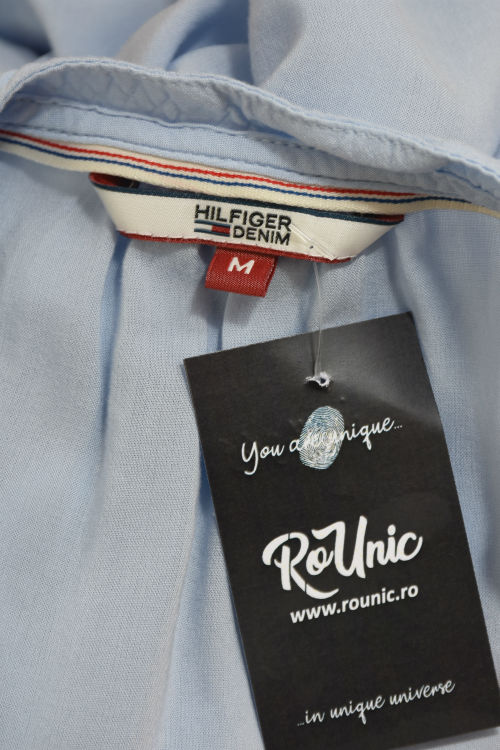 HILFIGER
DENIM
M
You are unique...
RoUnic
www.rounic.ro
...in unique universe